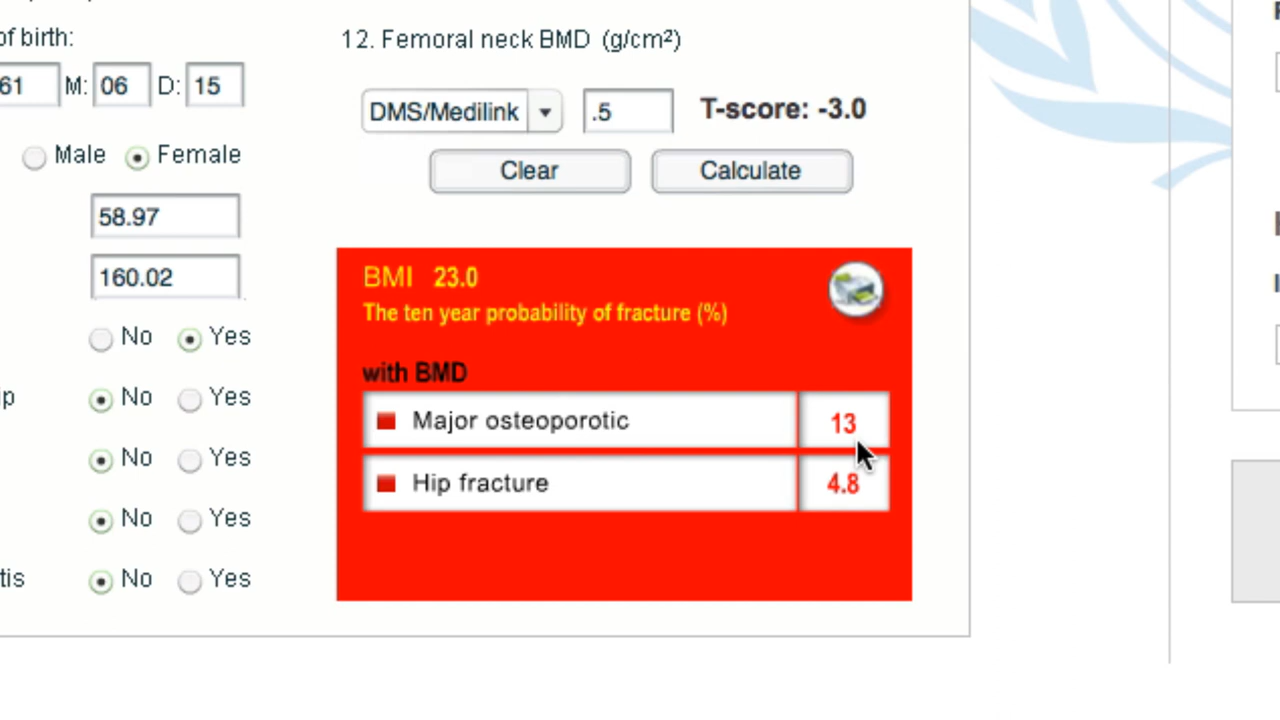 of birth:
61 M: 06 D: 15
Male Female
58.97
160.02
No Yes
ip No Yes
No Yes
No Yes
tis No Yes
12. Femoral neck BMD (g/cm²)
DMS/Medilink .5 T-score: -3.0
Clear Calculate
BMI 23.0
The ten year probability of fracture (%)
with BMD
Major osteoporotic 13
Hip fracture 4.8